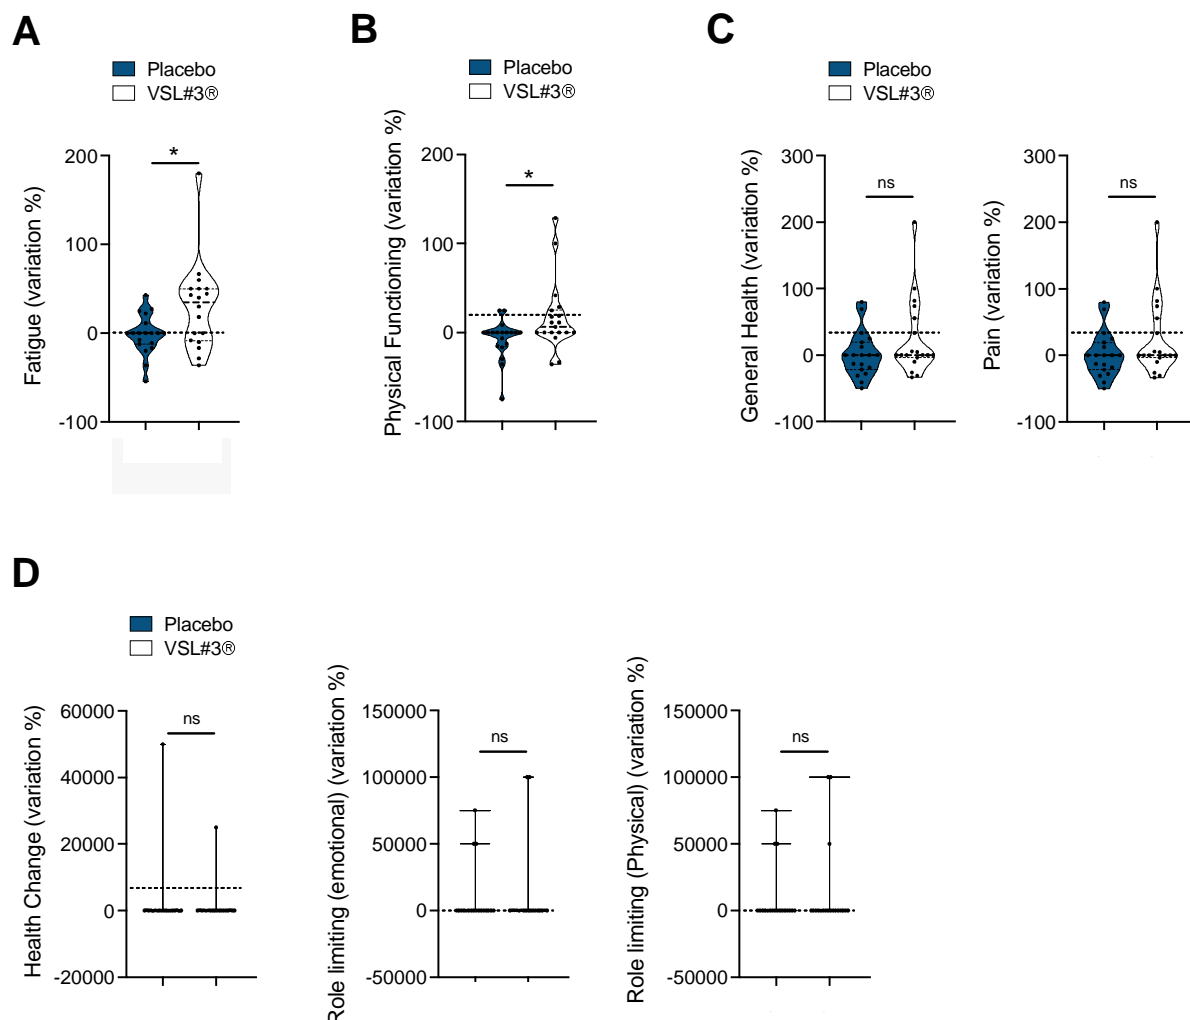 A
Placebo
VSL#3®
Fatigue (variation %)
200
100
0
-100
*
B
Placebo
VSL#3®
Physical Functioning (variation %)
200
100
0
-100
*
C
Placebo
VSL#3®
General Health (variation %)
300
200
100
0
-100
ns
Pain (variation %)
300
200
100
0
-100
ns
D
Placebo
VSL#3®
Health Change (variation %)
60000
40000
20000
0
-20000
ns
Role limiting (emotional) (variation %)
150000
100000
50000
0
-50000
ns
Role limiting (Physical) (variation %)
150000
100000
50000
0
-50000
ns